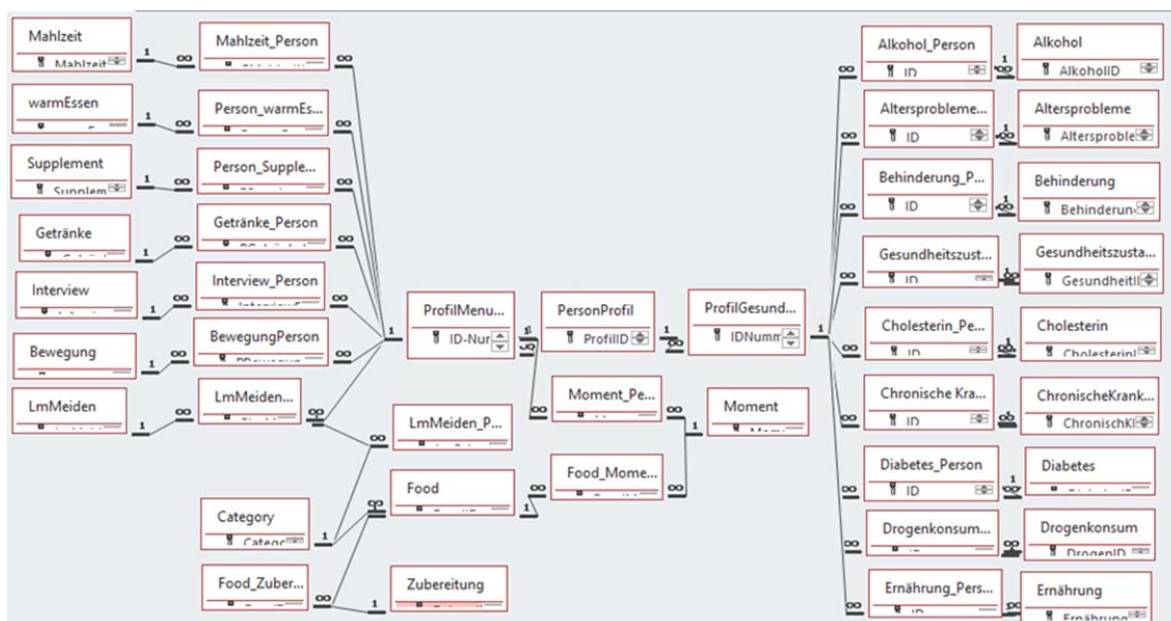 Mahlzeit
Mahlzeit
Mahlzeit_Person
warmEssen
Person_warmEs...
Supplement
Supplem
Person_Supple...
Getränke
Getränke_Person
Interview
Interview_Person
Bewegung
BewegungPerson
LmMeiden
LmMeiden...
LmMeiden_P...
Category
Catego
Food
Food_Zuber...
Zubereitung
ProfilMenu...
ID-Nur
PersonProfil
ProfilID
ProfilGesund...
IDNumm
Moment_Pe...
Moment
Food_Mome...
Alkohol_Person
ID
Alkohol
AlkoholID
Altersprobleme...
ID
Altersprobleme
Altersproble
Behinderung_P...
ID
Behinderung
Behinderun
Gesundheitszust...
ID
Gesundheitszusta...
GesundheitI
Cholesterin_Pe...
ID
Cholesterin
CholesterinI
Chronische Kra...
ID
ChronischeKrank...
ChronischK
Diabetes_Person
ID
Diabetes
Drogenkonsum...
Drogenkonsum
DrogenID
Ernährung_Pers...
ID
Ernährung
Ernährung